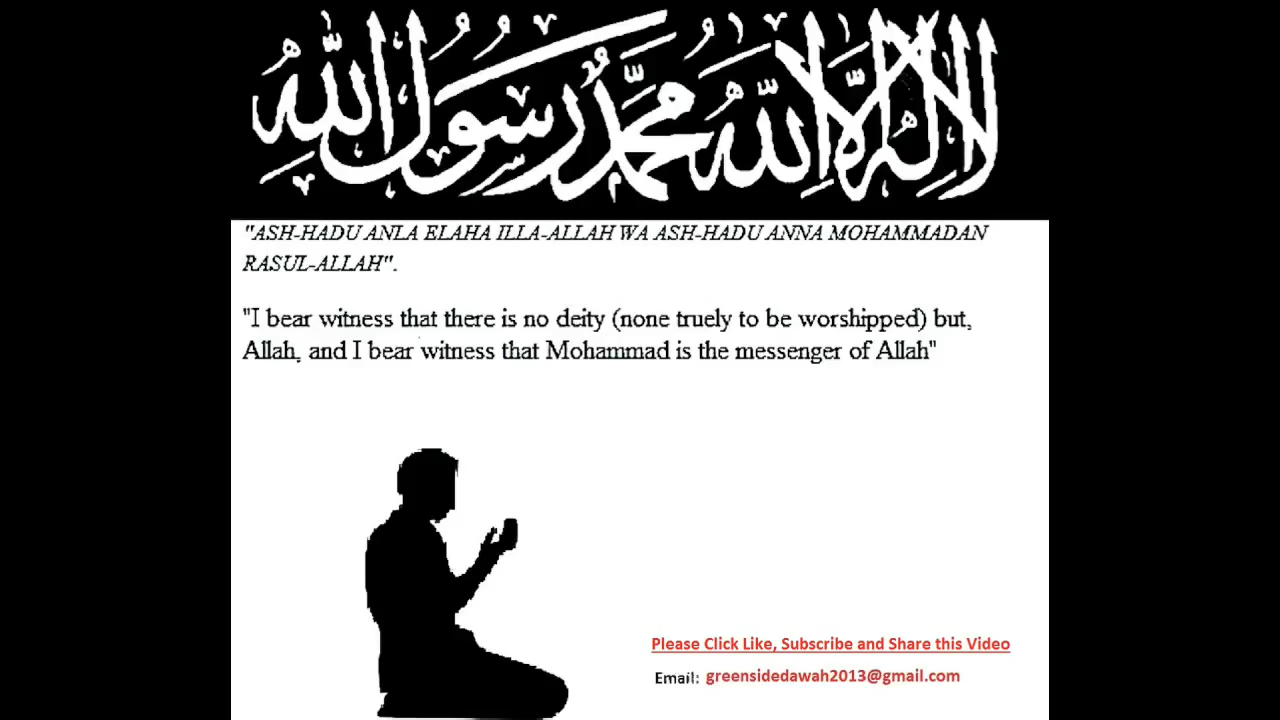 لا إله إلا الله محمد رسول الله
"ASH-HADU ANLA ELAHA ILLA-ALLAH WA ASH-HADU ANNA MOHAMMADAN
RASUL-ALLAH".
"I bear witness that there is no deity (none truely to be worshipped) but,
Allah, and I bear witness that Mohammad is the messenger of Allah"
Please Click Like, Subscribe and Share this Video
Email: greensidedawah2013@gmail.com